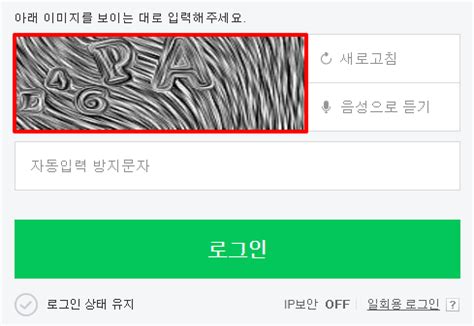 아래 이미지를 보이는 대로 입력해주세요.
새로고침
음성으로 듣기
자동입력 방지문자
로그인
로그인 상태 유지
IP보안 OFF
일회용 로그인 ?